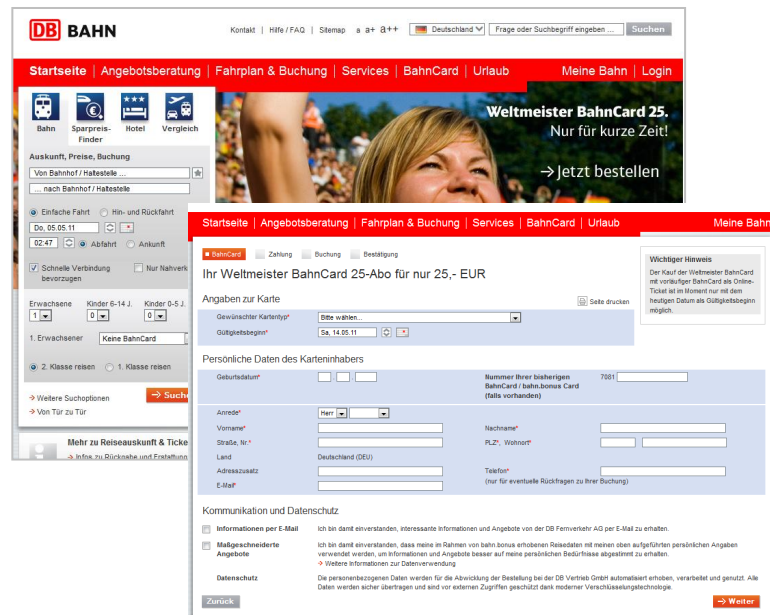 DB BAHN
Kontakt | Hilfe / FAQ | Sitemap a a+ a++ Deutschland Frage oder Suchbegriff eingeben ... Suchen
Startseite | Angebotsberatung | Fahrplan & Buchung | Services | BahnCard | Urlaub Meine Bahn | Login
Bahn Sparpreis-Finder Hotel Vergleich
Auskunft, Preise, Buchung
Von Bahnhof / Haltestelle ...
... nach Bahnhof / Haltestelle
Einfache Fahrt Hin- und Rückfahrt
Do, 05.05.11
02:47 Abfahrt Ankunft
Schnelle Verbindung bevorzugen Nur Nahverk
Erwachsene Kinder 6-14 J. Kinder 0-5 J.
1 0 0
1. Erwachsener Keine BahnCard
2. Klasse reisen 1. Klasse reisen
→ Weitere Suchoptionen → Suche
→ Von Tür zu Tür
Mehr zu Reiseauskunft & Ticke
→ Infos zu Rückgabe und Erstattung
Weltmeister BahnCard 25.
Nur für kurze Zeit!
→ Jetzt bestellen
Startseite | Angebotsberatung | Fahrplan & Buchung | Services | BahnCard | Urlaub Meine Bahn
BahnCard Zahlung Buchung Bestätigung
Ihr Weltmeister BahnCard 25-Abo für nur 25,- EUR
Wichtiger Hinweis
Der Kauf der Weltmeister BahnCard
mit vorläufiger BahnCard als Online-
Ticket ist im Moment nur mit dem
heutigen Datum als Gültigkeitsbeginn
möglich.
Angaben zur Karte Seite drucken
Gewünschter Kartentyp* Bitte wählen...
Gültigkeitsbeginn* Sa, 14.05.11
Persönliche Daten des Karteninhabers
Geburtsdatum* Nummer Ihrer bisherigen 7081
BahnCard / bahn.bonus Card
(falls vorhanden)
Anrede* Herr
Vorname* Nachname*
Straße, Nr.* PLZ*, Wohnort*
Land Deutschland (DEU)
Adresszusatz Telefon*
(nur für eventuelle Rückfragen zu Ihrer Buchung)
E-Mail*
Kommunikation und Datenschutz
Informationen per E-Mail Ich bin damit einverstanden, interessante Informationen und Angebote von der DB Fernverkehr AG per E-Mail zu erhalten.
Maßgeschneiderte Ich bin damit einverstanden, dass meine im Rahmen von bahn.bonus erhobenen Reisedaten mit meinen oben aufgeführten persönlichen Angaben
Angebote verwendet werden, um Informationen und Angebote besser auf meine persönlichen Bedürfnisse abgestimmt zu erhalten.
→ Weitere Informationen zur Datenverwendung
Datenschutz Die personenbezogenen Daten werden für die Abwicklung der Bestellung bei der DB Vertrieb GmbH automatisiert erhoben, verarbeitet und genutzt. Alle
Daten werden sicher übertragen und sind vor externen Zugriffen geschützt dank moderner Verschlüsselungstechnologie.
Zurück → Weiter